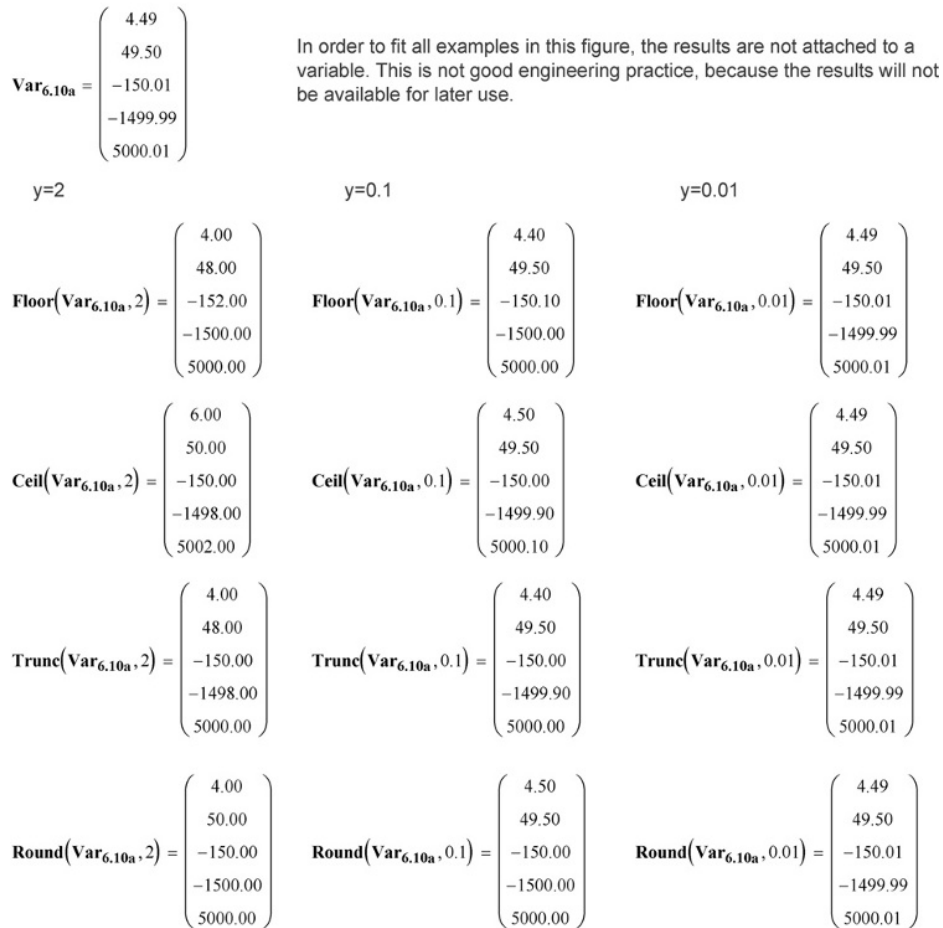 Var6.10a = ( 4.49 49.50 −150.01 −1499.99 5000.01 )
In order to fit all examples in this figure, the results are not attached to a
variable. This is not good engineering practice, because the results will not
be available for later use.
y=2
y=0.1
y=0.01
Floor(Var6.10a, 2) = ( 4.00 48.00 −152.00 −1500.00 5000.00 )
Floor(Var6.10a, 0.1) = ( 4.40 49.50 −150.10 −1500.00 5000.00 )
Floor(Var6.10a, 0.01) = ( 4.49 49.50 −150.01 −1499.99 5000.01 )
Ceil(Var6.10a, 2) = ( 6.00 50.00 −150.00 −1498.00 5002.00 )
Ceil(Var6.10a, 0.1) = ( 4.50 49.50 −150.00 −1499.90 5000.10 )
Ceil(Var6.10a, 0.01) = ( 4.49 49.50 −150.01 −1499.99 5000.01 )
Trunc(Var6.10a, 2) = ( 4.00 48.00 −150.00 −1498.00 5000.00 )
Trunc(Var6.10a, 0.1) = ( 4.40 49.50 −150.00 −1499.90 5000.00 )
Trunc(Var6.10a, 0.01) = ( 4.49 49.50 −150.01 −1499.99 5000.01 )
Round(Var6.10a, 2) = ( 4.00 50.00 −150.00 −1500.00 5000.00 )
Round(Var6.10a, 0.1) = ( 4.50 49.50 −150.00 −1500.00 5000.00 )
Round(Var6.10a, 0.01) = ( 4.49 49.50 −150.01 −1499.99 5000.01 )